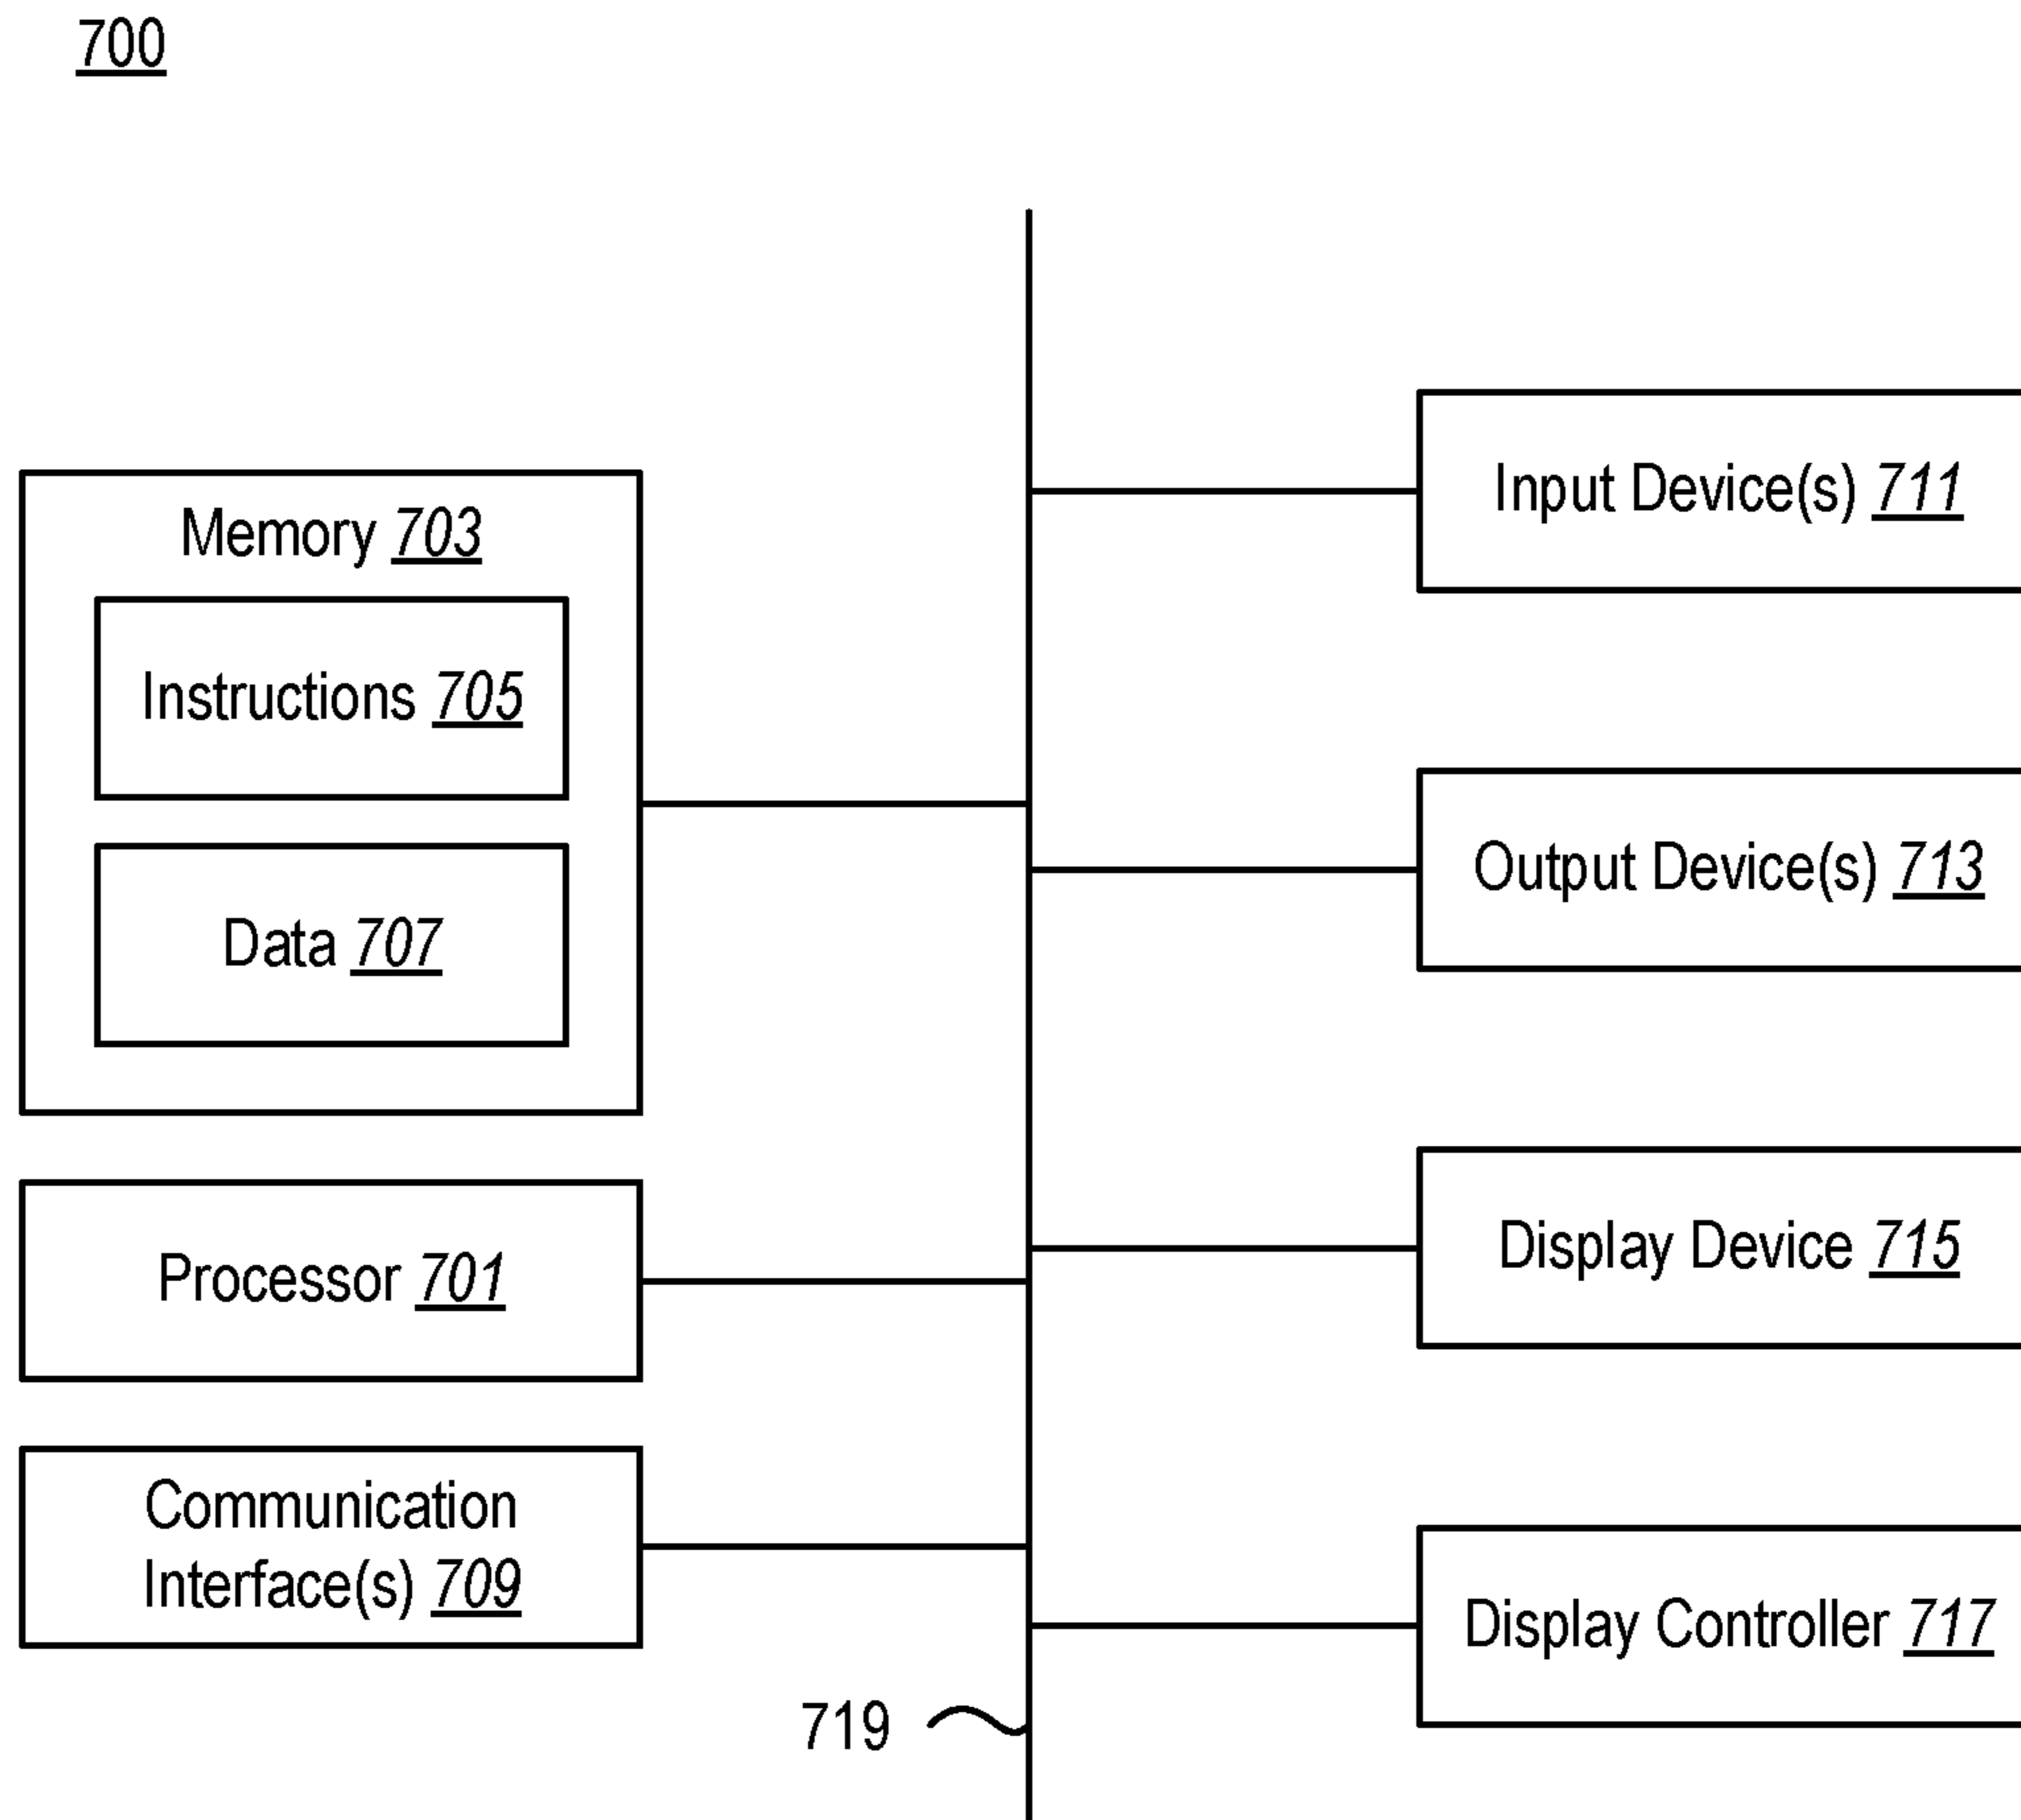 700
Memory 703
Instructions 705
Data 707
Processor 701
Communication
Interface(s) 709
Input Device(s) 711
Output Device(s) 713
Display Device 715
Display Controller 717
719